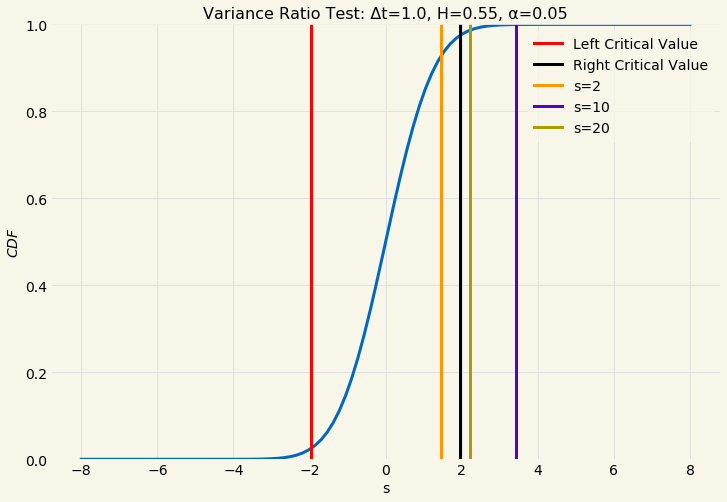 Variance Ratio Test: Δt=1.0, H=0.55, α=0.05
1.0
0.8
0.6
0.4
0.2
0.0
CDF
Left Critical Value
Right Critical Value
s=2
s=10
s=20
−8 −6 −4 −2 0 2 4 6 8
s